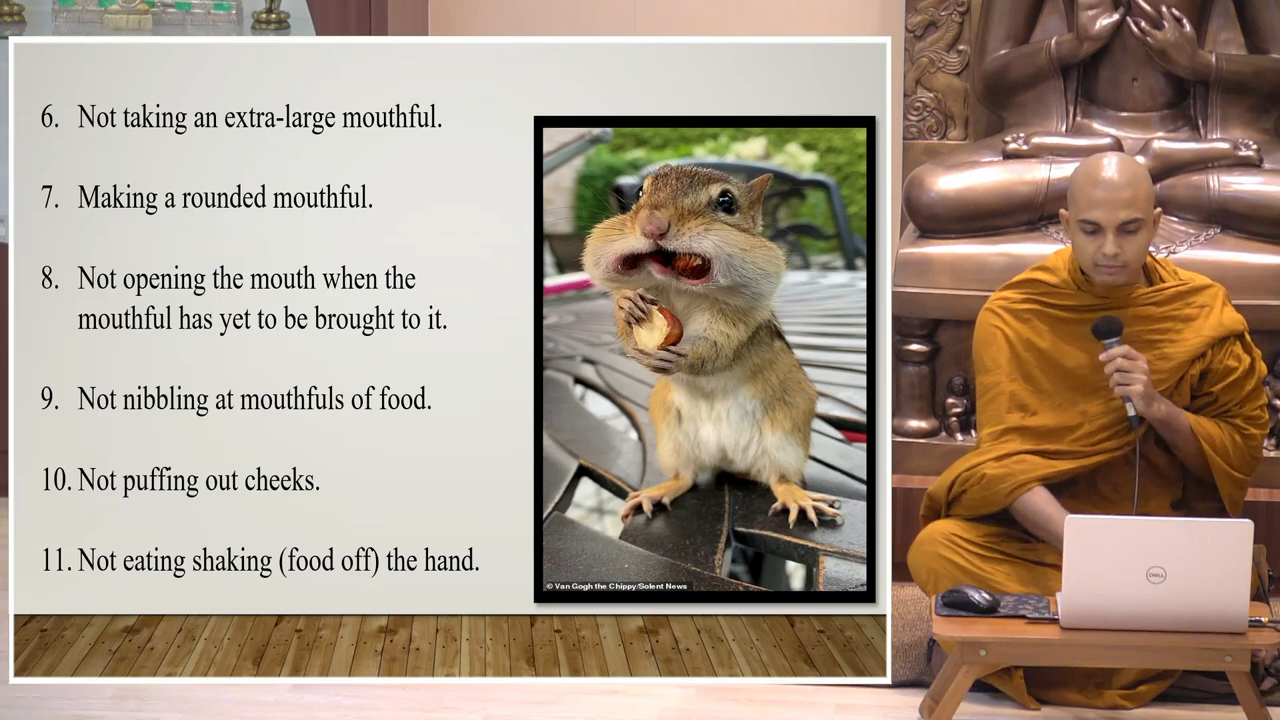 6. Not taking an extra-large mouthful.
7. Making a rounded mouthful.
8. Not opening the mouth when the
mouthful has yet to be brought to it.
9. Not nibbling at mouthfuls of food.
10. Not puffing out cheeks.
11. Not eating shaking (food off) the hand.
© Van Gogh the Chippy/Solent News
DELL